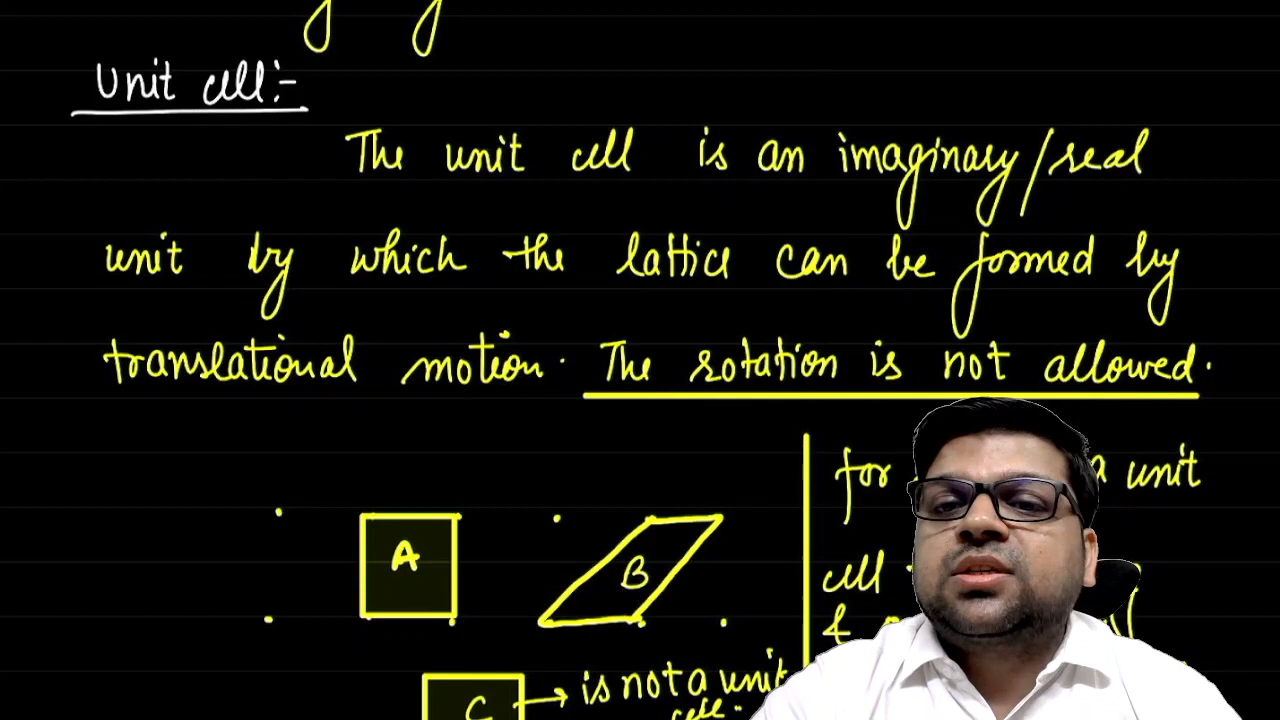 Unit cell:-
The unit cell is an imaginary/real
unit by which the lattice can be formed by
translational motion. The rotation is not allowed.
for a unit
A
B
cell
&
C → is not a unit
cell.